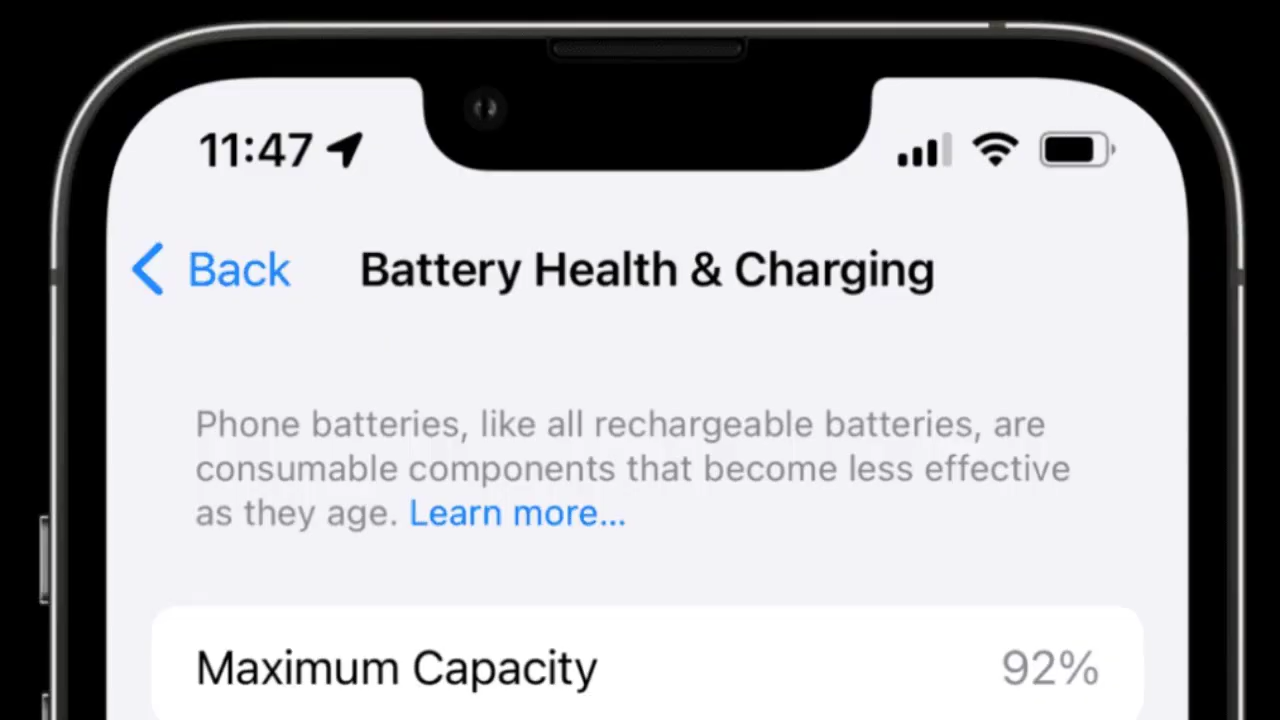 11:47
Back
Battery Health & Charging
Phone batteries, like all rechargeable batteries, are
consumable components that become less effective
as they age. Learn more...
Maximum Capacity 92%